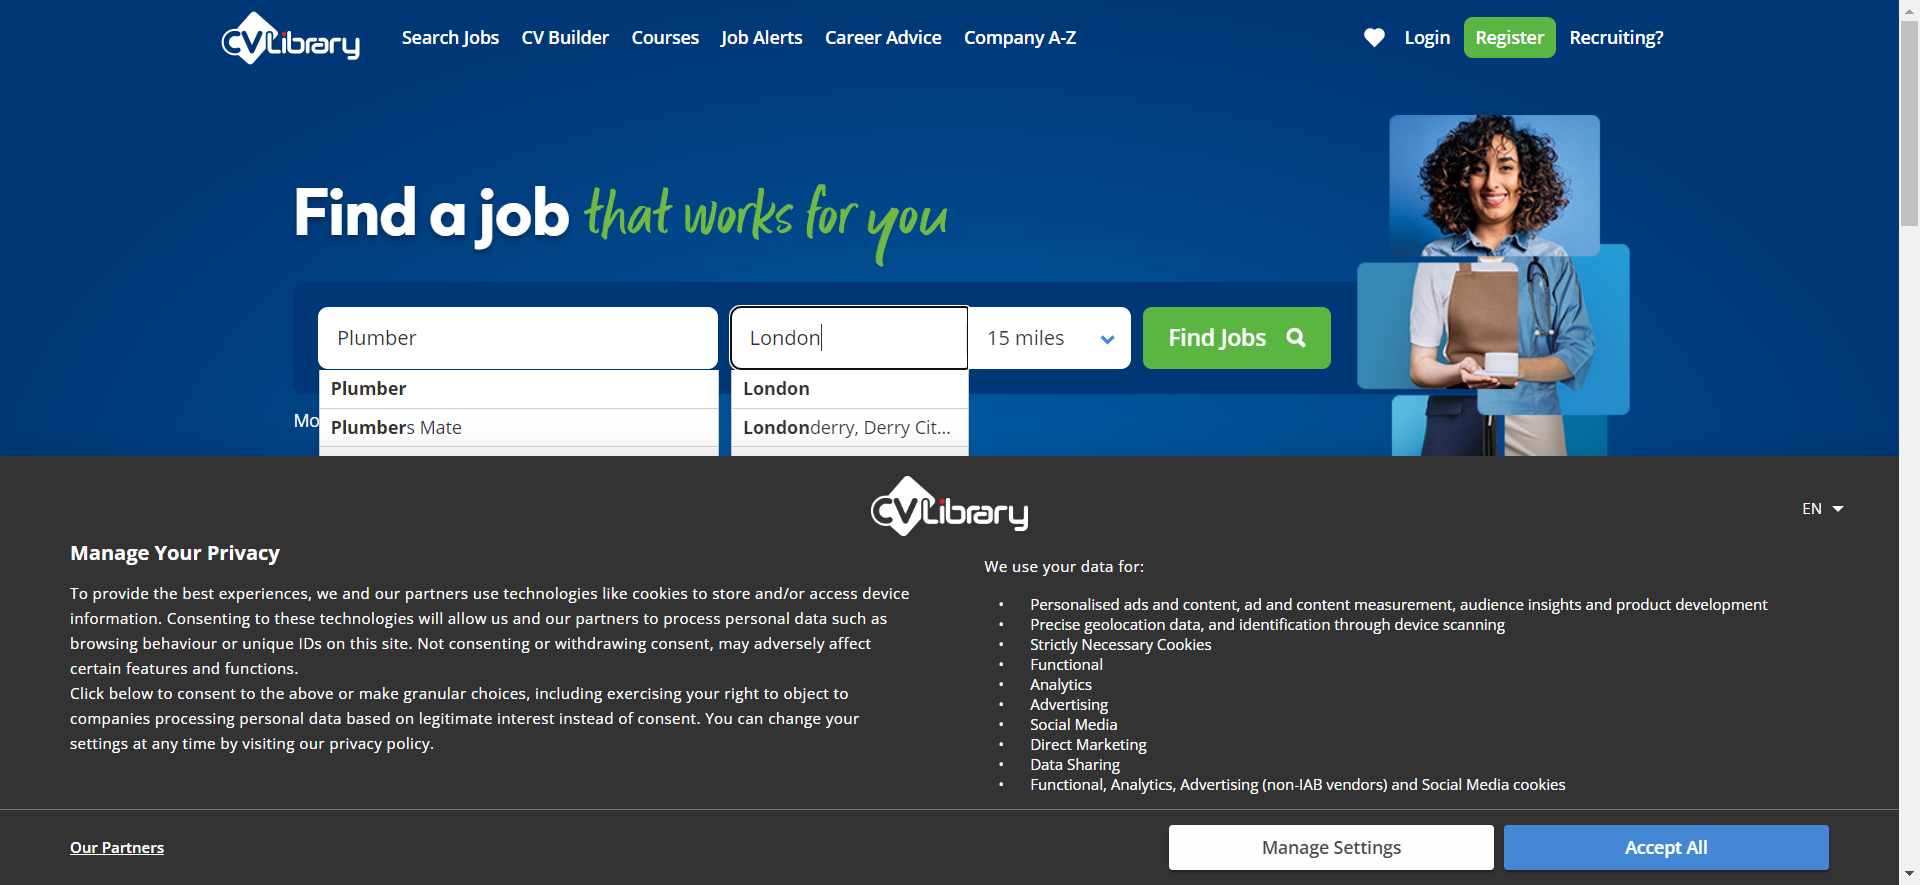 CVLibrary
Search Jobs
CV Builder
Courses
Job Alerts
Career Advice
Company A-Z
Login
Register
Recruiting?
Find a job that works for you
Plumber
London
15 miles
Find Jobs
Plumber
London
Mo
Plumbers Mate
Londonderry, Derry Cit...
CVLibrary
EN
Manage Your Privacy
To provide the best experiences, we and our partners use technologies like cookies to store and/or access device
information. Consenting to these technologies will allow us and our partners to process personal data such as
browsing behaviour or unique IDs on this site. Not consenting or withdrawing consent, may adversely affect
certain features and functions.
Click below to consent to the above or make granular choices, including exercising your right to object to
companies processing personal data based on legitimate interest instead of consent. You can change your
settings at any time by visiting our privacy policy.
We use your data for:
• Personalised ads and content, ad and content measurement, audience insights and product development
• Precise geolocation data, and identification through device scanning
• Strictly Necessary Cookies
• Functional
• Analytics
• Advertising
• Social Media
• Direct Marketing
• Data Sharing
• Functional, Analytics, Advertising (non-IAB vendors) and Social Media cookies
Our Partners
Manage Settings
Accept All